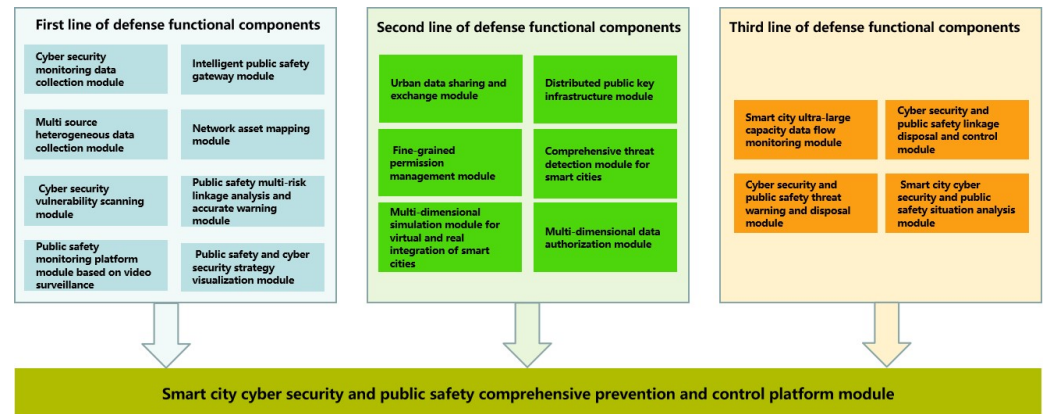 First line of defense functional components
Cyber security
monitoring data
collection module
Intelligent public safety
gateway module
Multi source
heterogeneous data
collection module
Network asset mapping
module
Cyber security
vulnerability scanning
module
Public safety multi-risk
linkage analysis and
accurate warning
module
Public safety
monitoring platform
module based on video
surveillance
Public safety and cyber
security strategy
visualization module
Second line of defense functional components
Urban data sharing and
exchange module
Distributed public key
infrastructure module
Fine-grained
permission
management module
Comprehensive threat
detection module for
smart cities
Multi-dimensional
simulation module for
virtual and real
integration of smart
cities
Multi-dimensional data
authorization module
Third line of defense functional components
Smart city ultra-large
capacity data flow
monitoring module
Cyber security and
public safety linkage
disposal and control
module
Cyber security and
public safety threat
warning and disposal
module
Smart city cyber
security and public
safety situation analysis
module
Smart city cyber security and public safety comprehensive prevention and control platform module